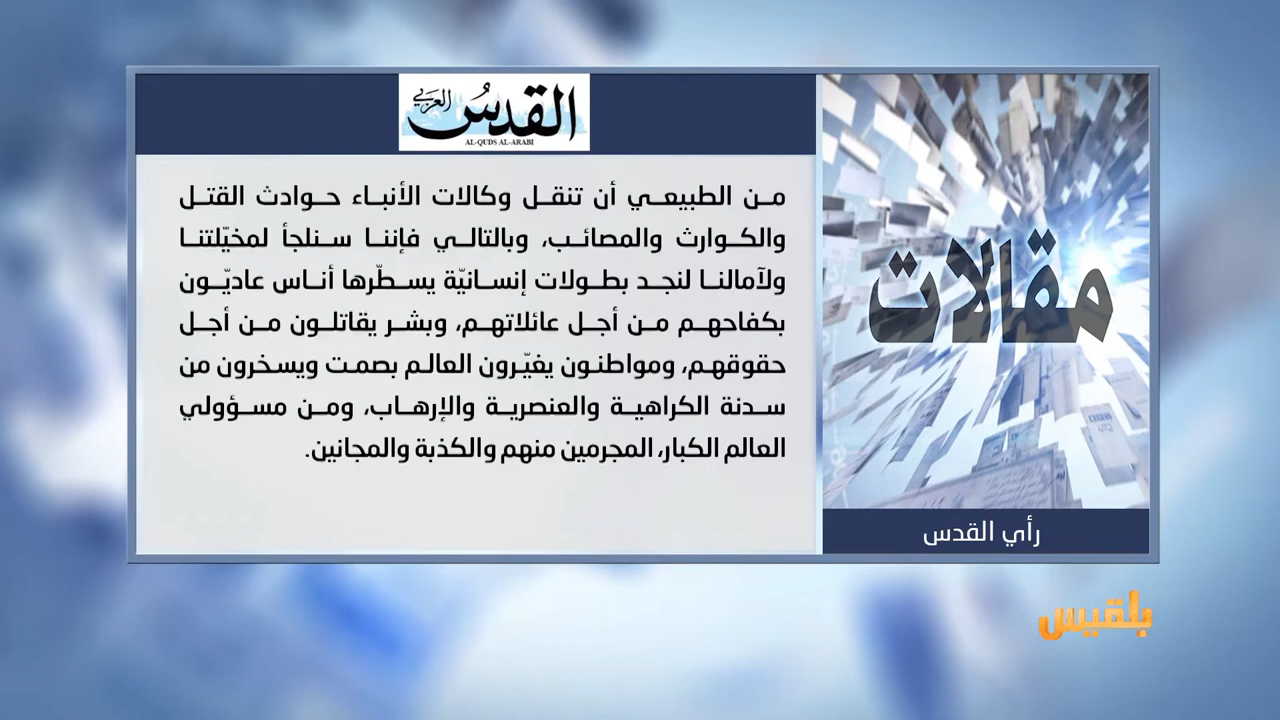 القدس العربي
AL-QUDS AL-ARABI
من الطبيعي أن تنقل وكالات الأنباء حوادث القتل
والكوارث والمصائب، وبالتالي فإننا سنلجأ لمخيّلتنا
ولآمالنا لنجد بطولات إنسانيّة يسطّرها أناس عاديّون
بكفاحهم من أجل عائلاتهم، وبشر يقاتلون من أجل
حقوقهم، ومواطنون يغيّرون العالم بصمت ويسخرون من
سدنة الكراهية والعنصرية والإرهاب، ومن مسؤولي
العالم الكبار، المجرمين منهم والكذبة والمجانين.
مقالات
رأي القدس
بلقيس